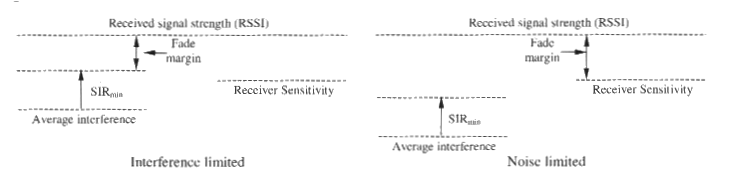 Received signal strength (RSSI)
Fade
margin
SIRmin
Receiver Sensitivity
Average interference
Interference limited
Received signal strength (RSSI)
Fade
margin
Receiver Sensitivity
SIRmin
Average interference
Noise limited